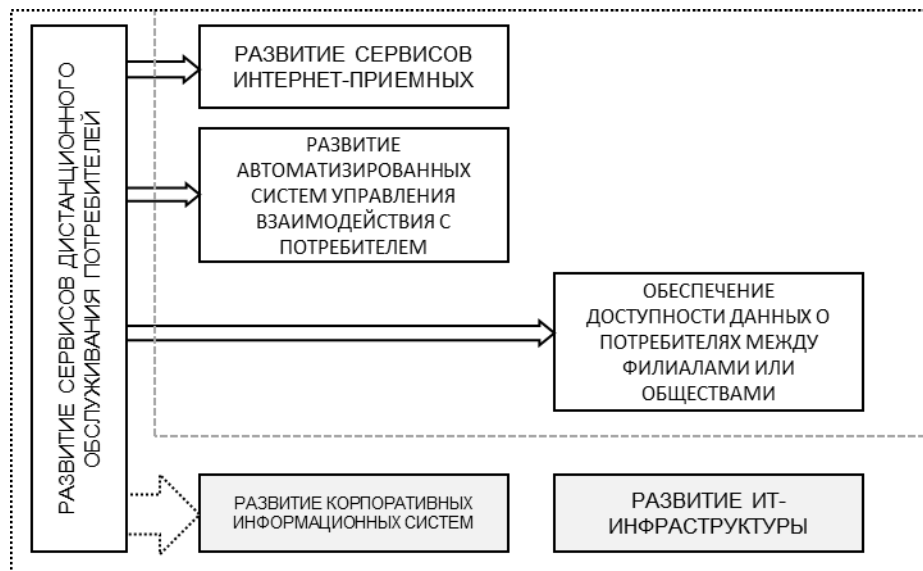 РАЗВИТИЕ СЕРВИСОВ ДИСТАНЦИОННОГО
ОБСЛУЖИВАНИЯ ПОТРЕБИТЕЛЕЙ
РАЗВИТИЕ СЕРВИСОВ
ИНТЕРНЕТ-ПРИЕМНЫХ
РАЗВИТИЕ
АВТОМАТИЗИРОВАННЫХ
СИСТЕМ УПРАВЛЕНИЯ
ВЗАИМОДЕЙСТВИЯ С
ПОТРЕБИТЕЛЕМ
ОБЕСПЕЧЕНИЕ
ДОСТУПНОСТИ ДАННЫХ О
ПОТРЕБИТЕЛЯХ МЕЖДУ
ФИЛИАЛАМИ ИЛИ
ОБЩЕСТВАМИ
РАЗВИТИЕ КОРПОРАТИВНЫХ
ИНФОРМАЦИОННЫХ СИСТЕМ
РАЗВИТИЕ ИТ-
ИНФРАСТРУКТУРЫ